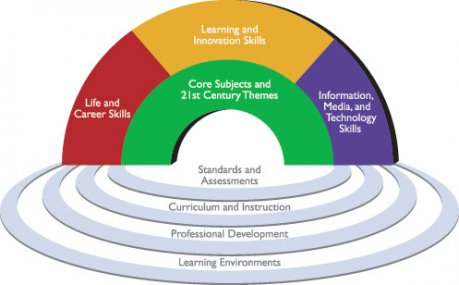 Learning and
Innovation Skills
Core Subjects and
21st Century Themes
Life and
Career Skills
Information,
Media, and
Technology
Skills
Standards and
Assessments
Curriculum and Instruction
Professional Development
Learning Environments